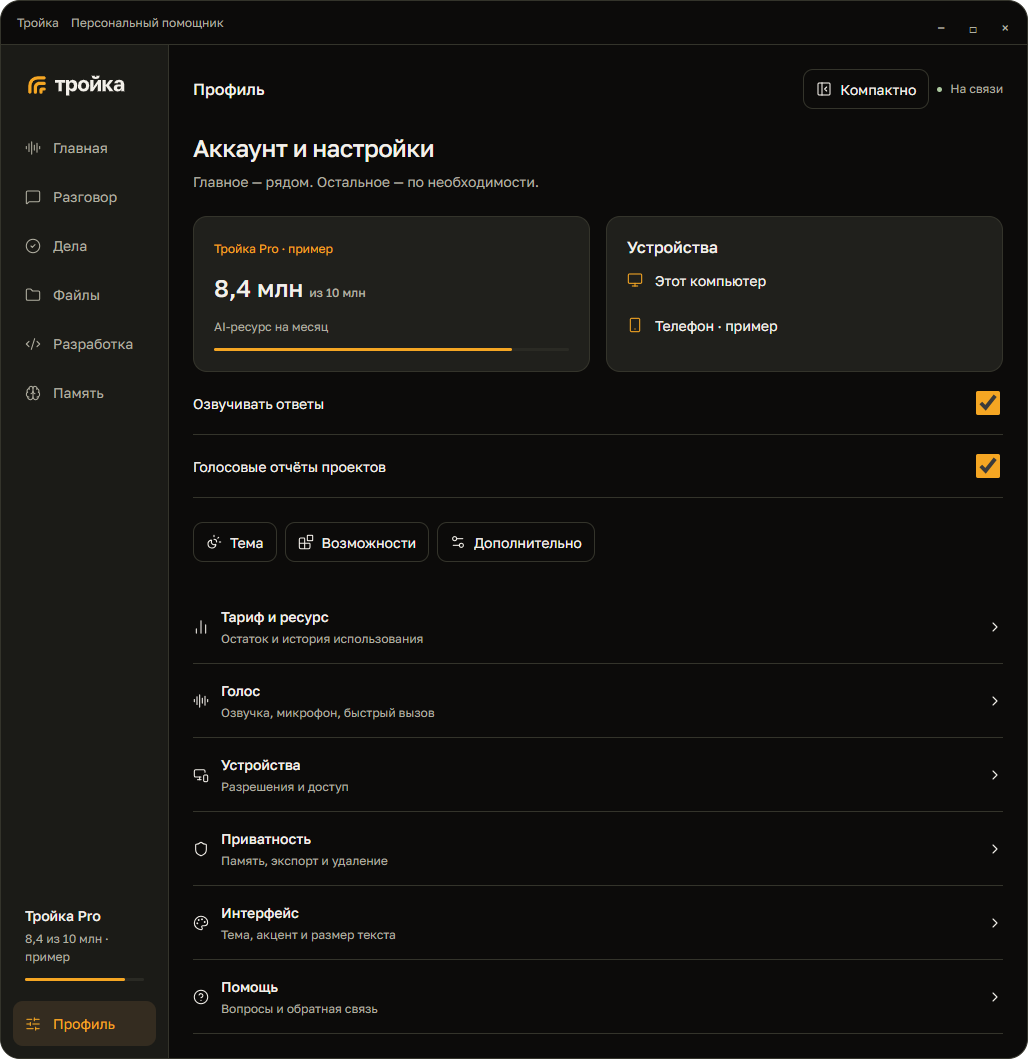 Тройка Персональный помощник
тройка
Главная
Разговор
Дела
Файлы
Разработка
Память
Тройка Pro
8,4 из 10 млн ·
пример
Профиль
Профиль
Компактно
На связи
Аккаунт и настройки
Главное — рядом. Остальное — по необходимости.
Тройка Pro · пример
8,4 млн из 10 млн
AI-ресурс на месяц
Устройства
Этот компьютер
Телефон · пример
Озвучивать ответы
Голосовые отчёты проектов
Тема
Возможности
Дополнительно
Тариф и ресурс
Остаток и история использования
Голос
Озвучка, микрофон, быстрый вызов
Устройства
Разрешения и доступ
Приватность
Память, экспорт и удаление
Интерфейс
Тема, акцент и размер текста
Помощь
Вопросы и обратная связь